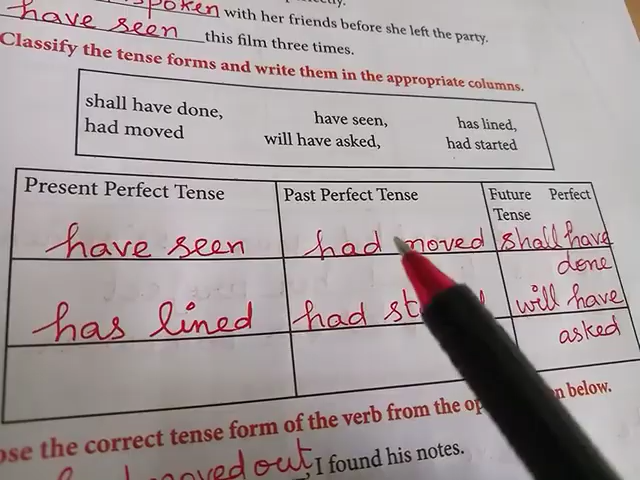 spoken with her friends before she left the party.
have seen this film three times.
Classify the tense forms and write them in the appropriate columns.
shall have done, have seen, has lined,
had moved will have asked, had started
Present Perfect Tense Past Perfect Tense Future Perfect
Tense
have seen had moved shall have
done
has lined had st will have
asked
the correct tense form of the verb from the below.
moved out, I found his notes.